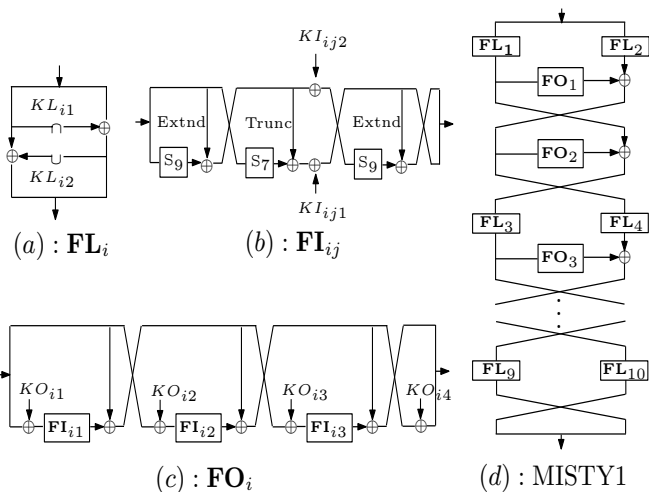 KL_{i1}
KL_{i2}
(a) : FL_i
KI_{ij2}
Extnd Trunc Extnd
S_9 S_7 S_9
KI_{ij1}
(b) : FI_{ij}
KO_{i1} KO_{i2} KO_{i3} KO_{i4}
FI_{i1} FI_{i2} FI_{i3}
(c) : FO_i
FL_1 FL_2
FO_1
FO_2
FL_3 FL_4
FO_3
FL_9 FL_{10}
(d) : MISTY1